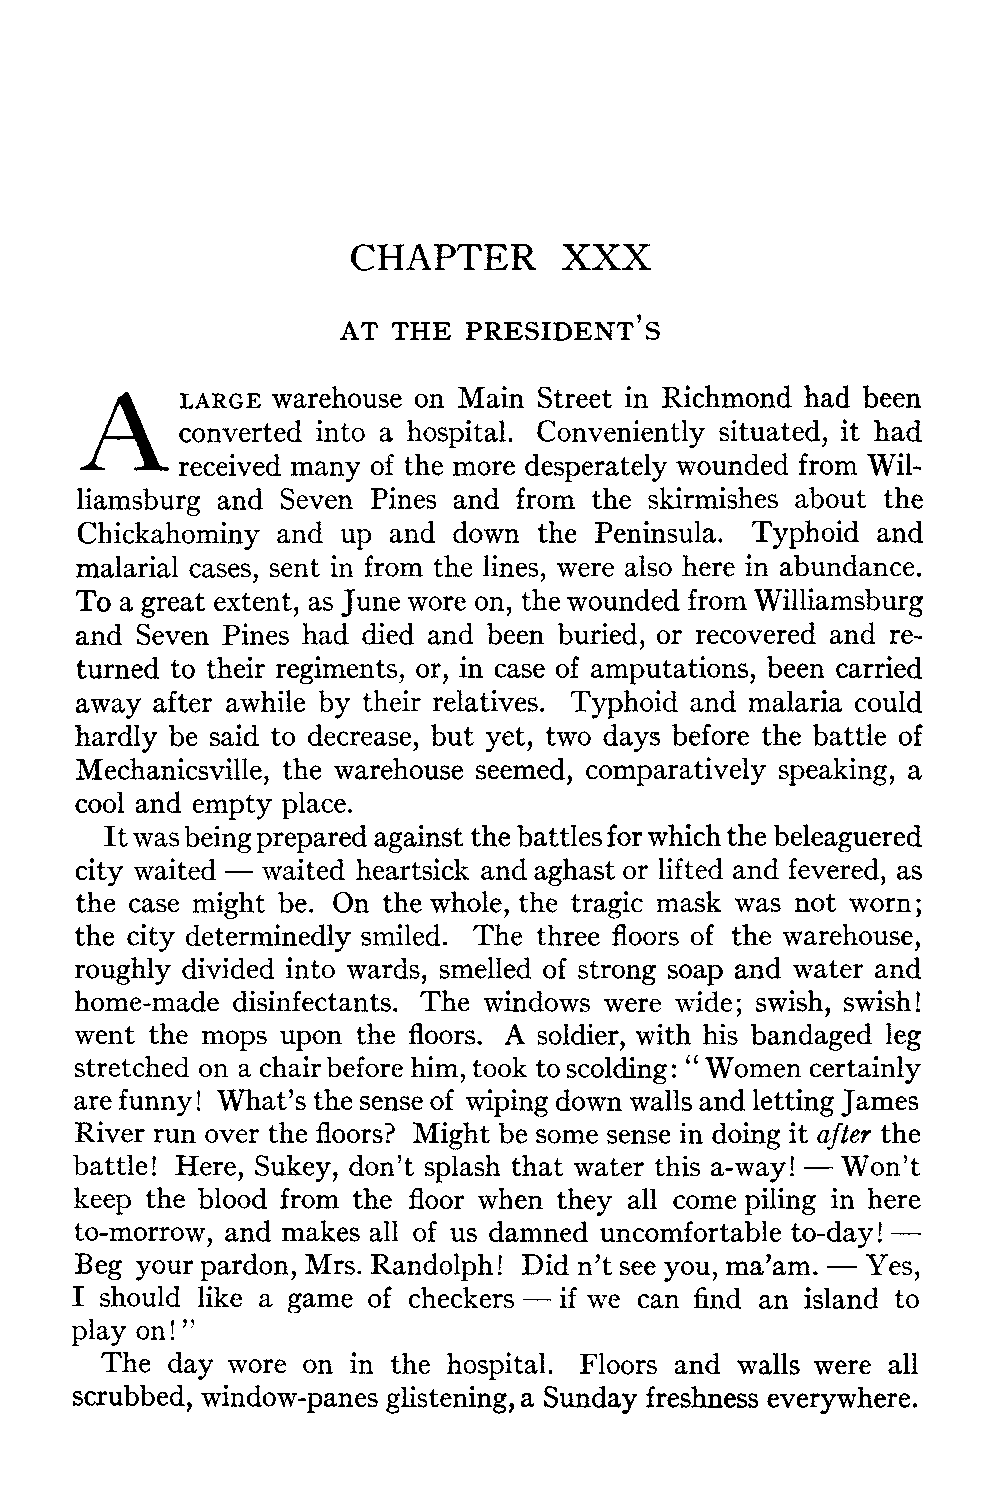 CHAPTER XXX
AT THE PRESIDENT'S
A LARGE warehouse on Main Street in Richmond had been
converted into a hospital. Conveniently situated, it had
received many of the more desperately wounded from Wil-
liamsburg and Seven Pines and from the skirmishes about the
Chickahominy and up and down the Peninsula. Typhoid and
malarial cases, sent in from the lines, were also here in abundance.
To a great extent, as June wore on, the wounded from Williamsburg
and Seven Pines had died and been buried, or recovered and re-
turned to their regiments, or, in case of amputations, been carried
away after awhile by their relatives. Typhoid and malaria could
hardly be said to decrease, but yet, two days before the battle of
Mechanicsville, the warehouse seemed, comparatively speaking, a
cool and empty place.
It was being prepared against the battles for which the beleaguered
city waited — waited heartsick and aghast or lifted and fevered, as
the case might be. On the whole, the tragic mask was not worn;
the city determinedly smiled. The three floors of the warehouse,
roughly divided into wards, smelled of strong soap and water and
home-made disinfectants. The windows were wide; swish, swish!
went the mops upon the floors. A soldier, with his bandaged leg
stretched on a chair before him, took to scolding: "Women certainly
are funny! What's the sense of wiping down walls and letting James
River run over the floors? Might be some sense in doing it after the
battle! Here, Sukey, don't splash that water this a-way! — Won't
keep the blood from the floor when they all come piling in here
to-morrow, and makes all of us damned uncomfortable to-day! —
Beg your pardon, Mrs. Randolph! Did n't see you, ma'am. — Yes,
I should like a game of checkers — if we can find an island to
play on!"
The day wore on in the hospital. Floors and walls were all
scrubbed, window-panes glistening, a Sunday freshness everywhere.